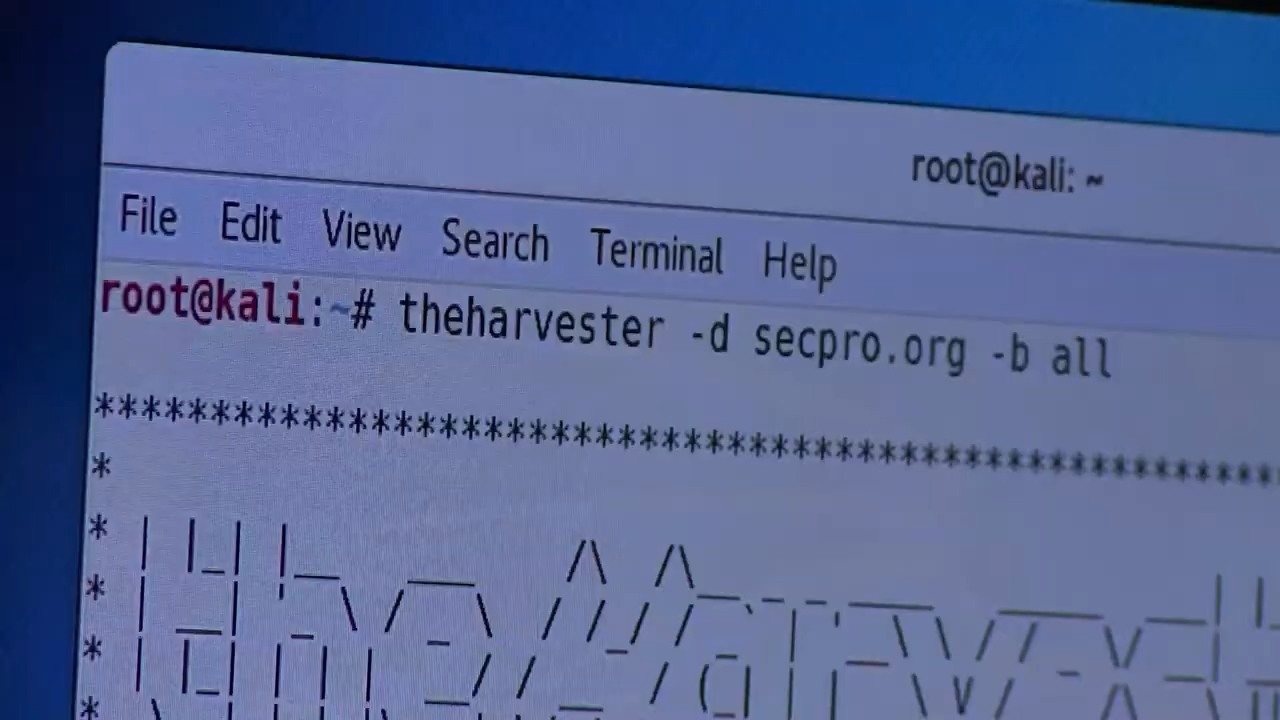 root@kali: ~
File Edit View Search Terminal Help
root@kali:~# theharvester -d secpro.org -b all